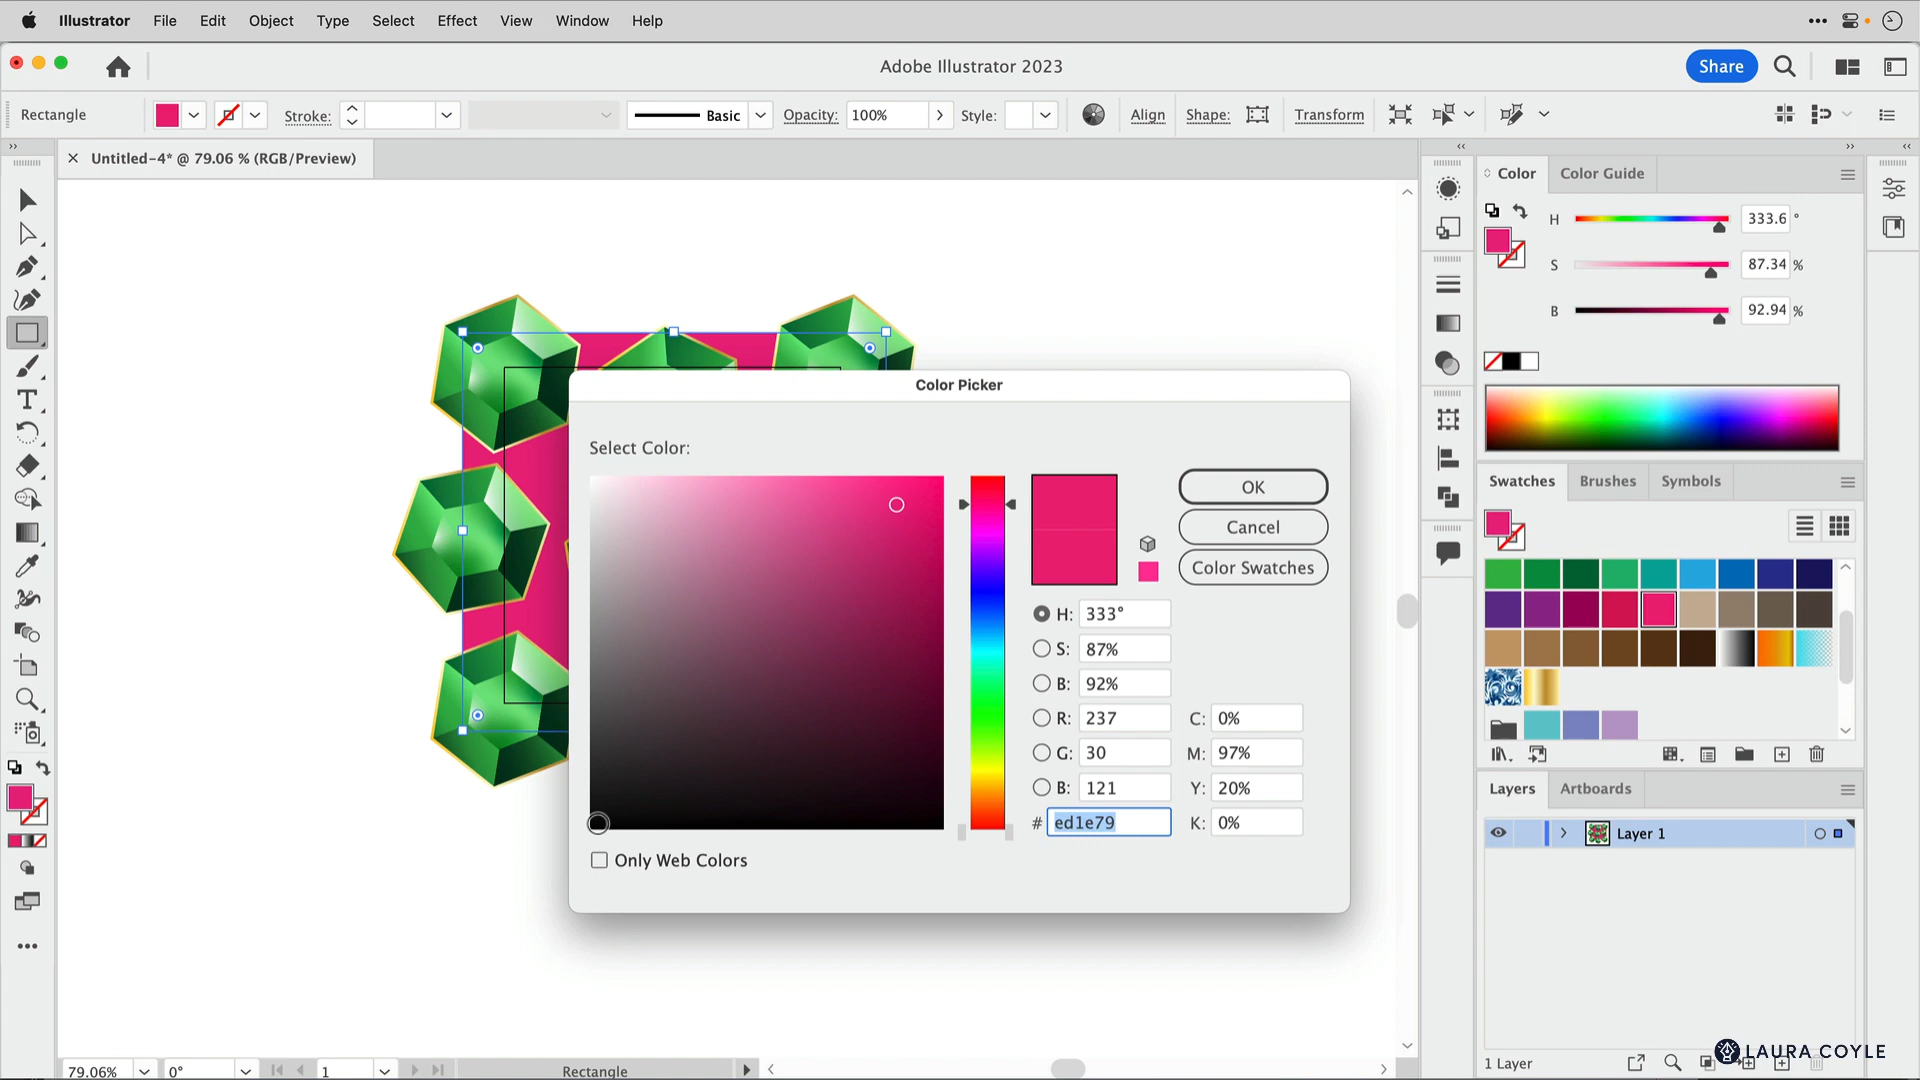 Illustrator File Edit Object Type Select Effect View Window Help
Adobe Illustrator 2023
Share
Rectangle Stroke: Basic Opacity: 100% Style: Align Shape: Transform
Untitled-4* @ 79.06 % (RGB/Preview)
Color Color Guide
H 333.6 °
S 87.34 %
B 92.94 %
Swatches Brushes Symbols
Color Picker
Select Color:
OK
Cancel
Color Swatches
H: 333°
S: 87%
B: 92%
R: 237 C: 0%
G: 30 M: 97%
B: 121 Y: 20%
# ed1e79 K: 0%
Only Web Colors
Layers Artboards
Layer 1
1 Layer
LAURA COYLE
79.06% 0° 1 Rectangle